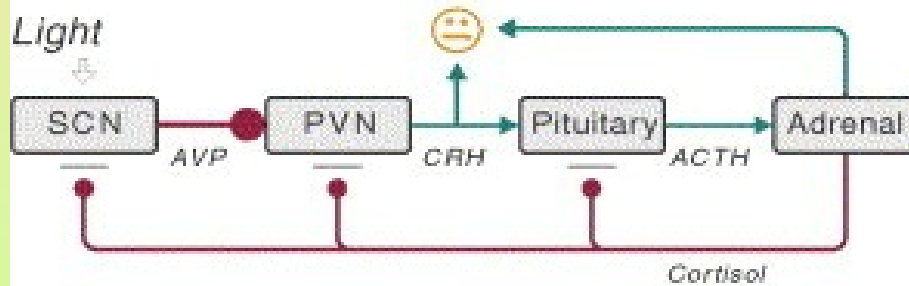 Light
SCN
PVN
Pituitary
Adrenal
AVP
CRH
ACTH
Cortisol